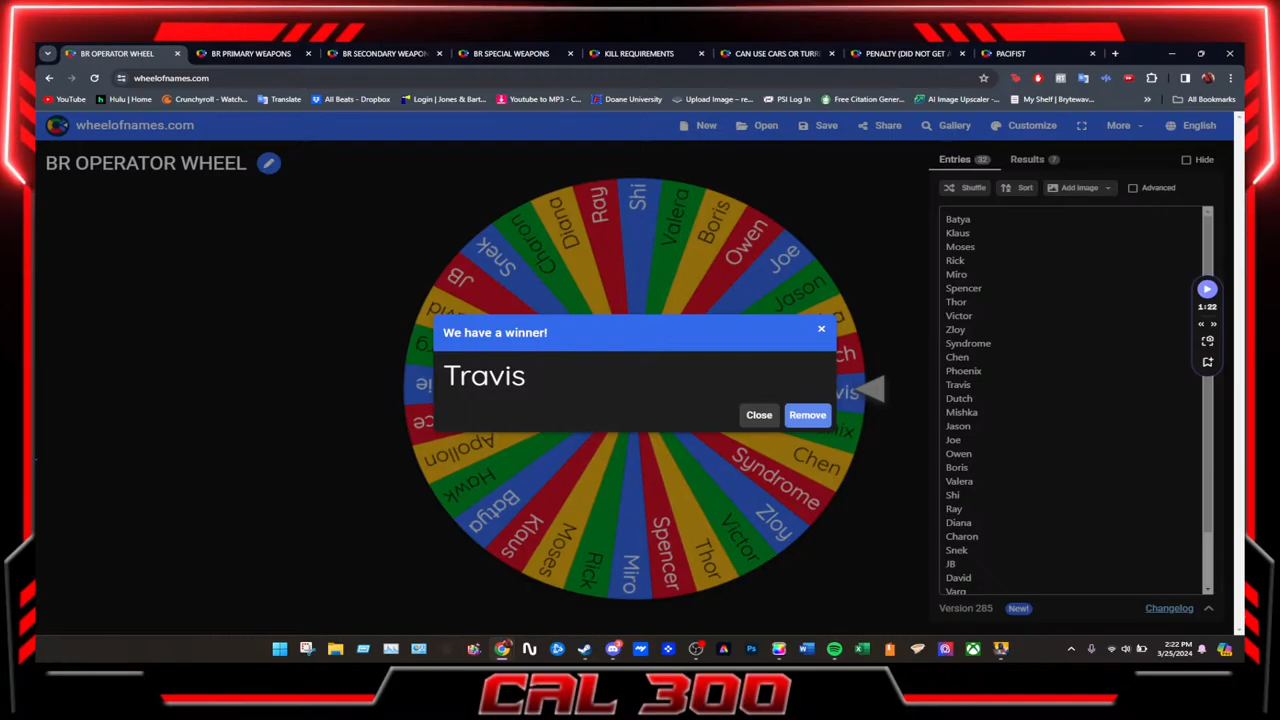 BR OPERATOR WHEEL
BR PRIMARY WEAPONS
BR SECONDARY WEAPON
BR SPECIAL WEAPONS
KILL REQUIREMENTS
CAN USE CARS OR TURR
PENALTY (DID NOT GET A
PACIFIST
wheelofnames.com
YouTube
Hulu | Home
Crunchyroll - Watch...
Translate
All Beats - Dropbox
Login | Jones & Bart...
Youtube to MP3 - C...
Doane University
Upload Image – re...
PSI Log In
Free Citation Gener...
AI Image Upscaler -...
My Shelf | Brytewav...
All Bookmarks
wheelofnames.com
New
Open
Save
Share
Gallery
Customize
More
English
BR OPERATOR WHEEL
Entries 32
Results 7
Hide
Shuffle
Sort
Add image
Advanced
Batya
Klaus
Moses
Rick
Miro
Spencer
Thor
Victor
Zloy
Syndrome
Chen
Phoenix
Travis
Dutch
Mishka
Jason
Joe
Owen
Boris
Valera
Shi
Ray
Diana
Charon
Snek
JB
David
Varg
Version 285
New!
Changelog
1:22
JB
Snek
Charon
Diana
Ray
Shi
Valera
Boris
Owen
Joe
Jason
Chen
Syndrome
Zloy
Victor
Thor
Spencer
Miro
Rick
Moses
Klaus
Batya
Hawk
Apollon
We have a winner!
Travis
Close
Remove
2:22 PM
3/25/2024
CAL 300